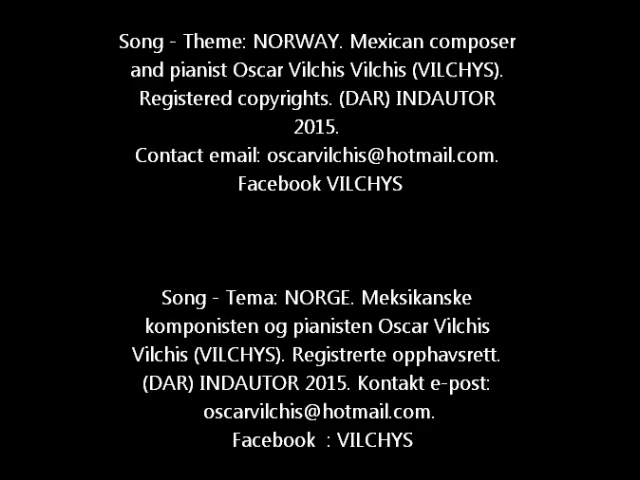 Song - Theme: NORWAY. Mexican composer
and pianist Oscar Vilchis Vilchis (VILCHYS).
Registered copyrights. (DAR) INDAUTOR
2015.
Contact email: oscarvilchis@hotmail.com.
Facebook VILCHYS
Song - Tema: NORGE. Meksikanske
komponisten og pianisten Oscar Vilchis
Vilchis (VILCHYS). Registrerte opphavsrett.
(DAR) INDAUTOR 2015. Kontakt e-post:
oscarvilchis@hotmail.com.
Facebook  : VILCHYS